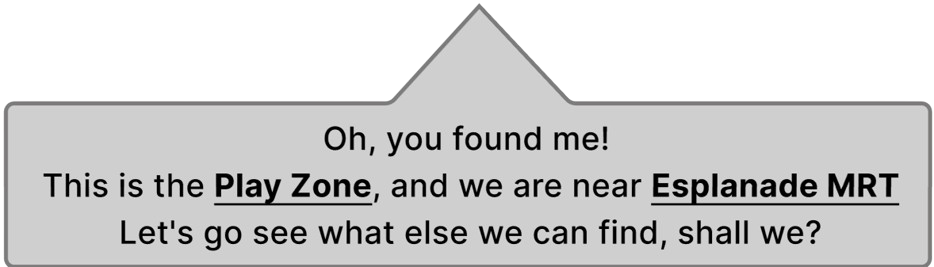 Oh, you found me!
This is the Play Zone, and we are near Esplanade MRT
Let's go see what else we can find, shall we?